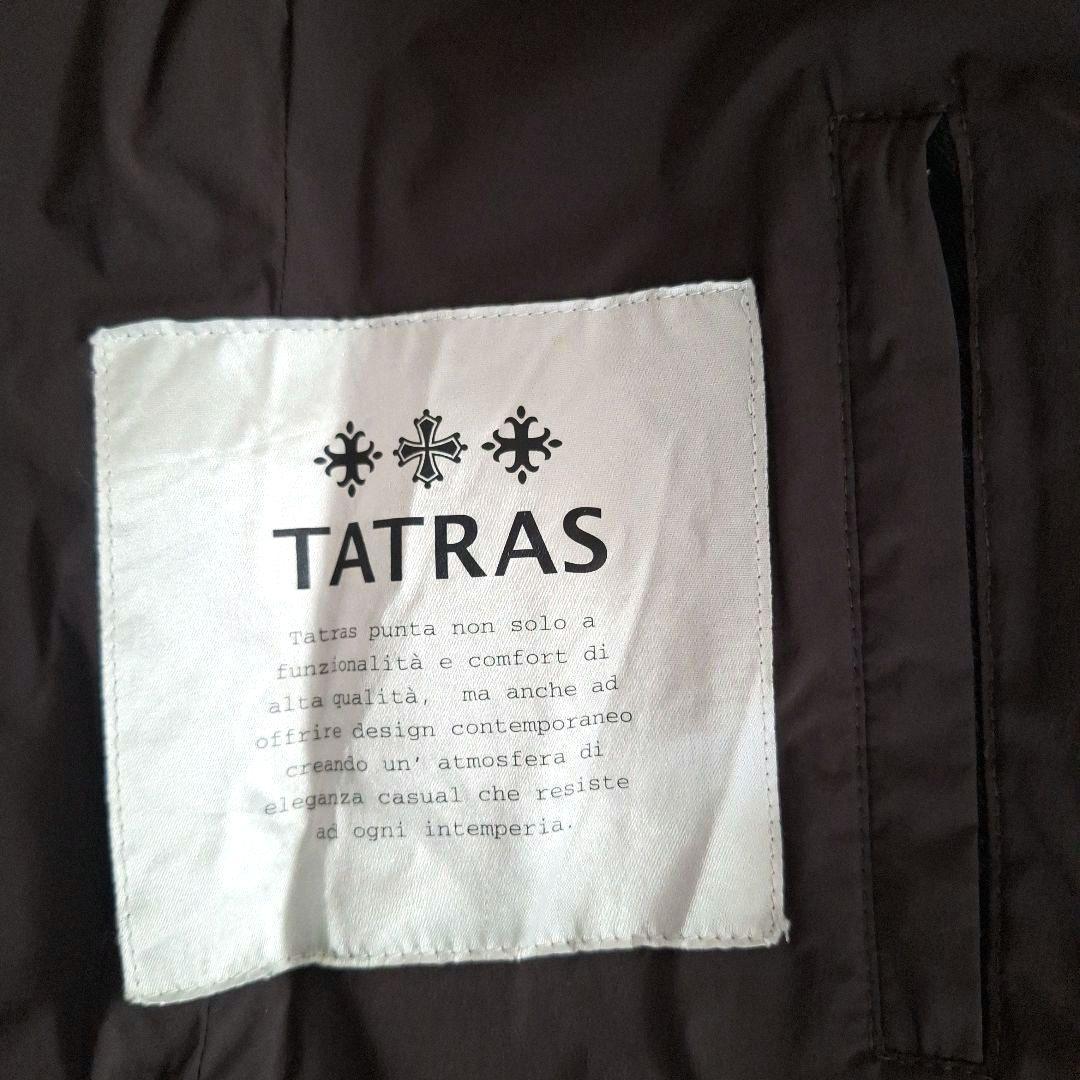 TATRAS
Tatras punta non solo a
funzionalità e comfort di
alta qualità, ma anche ad
offrire design contemporaneo
creando un' atmosfera di
eleganza casual che resiste
ad ogni intemperia.